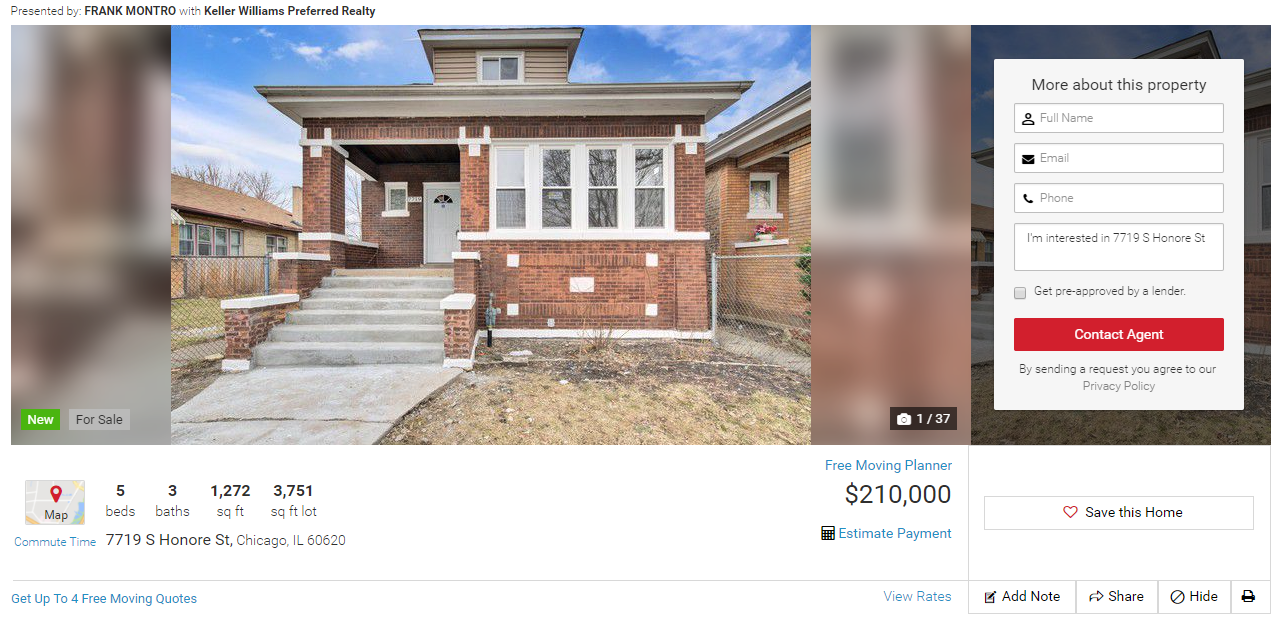 Presented by: FRANK MONTRO with Keller Williams Preferred Realty
7719
New
For Sale
1 / 37
More about this property
Full Name
Email
Phone
I'm interested in 7719 S Honore St
Get pre-approved by a lender.
Contact Agent
By sending a request you agree to our
Privacy Policy
Map
Commute Time
5 3 1,272 3,751
beds baths sq ft sq ft lot
7719 S Honore St, Chicago, IL 60620
Free Moving Planner
$210,000
Estimate Payment
Save this Home
Get Up To 4 Free Moving Quotes
View Rates
Add Note
Share
Hide